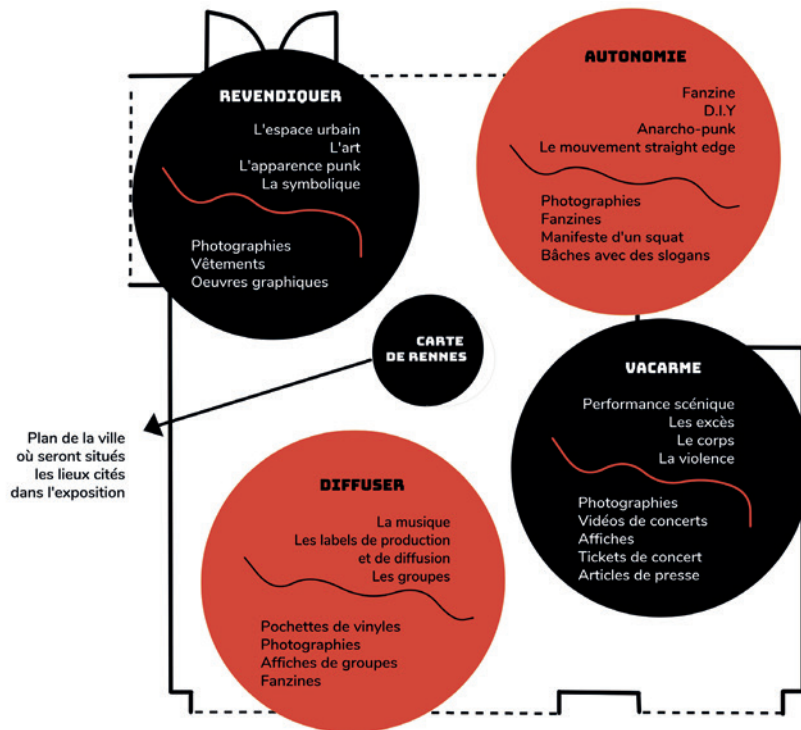 REVENDIQUER
L'espace urbain
L'art
L'apparence punk
La symbolique
Photographies
Vêtements
Oeuvres graphiques
AUTONOMIE
Fanzine
D.I.Y
Anarcho-punk
Le mouvement straight edge
Photographies
Fanzines
Manifeste d'un squat
Bâches avec des slogans
CARTE
DE RENNES
Plan de la ville
où seront situés
les lieux cités
dans l'exposition
VACARME
Performance scénique
Les excès
Le corps
La violence
Photographies
Vidéos de concerts
Affiches
Tickets de concert
Articles de presse
DIFFUSER
La musique
Les labels de production
et de diffusion
Les groupes
Pochettes de vinyles
Photographies
Affiches de groupes
Fanzines